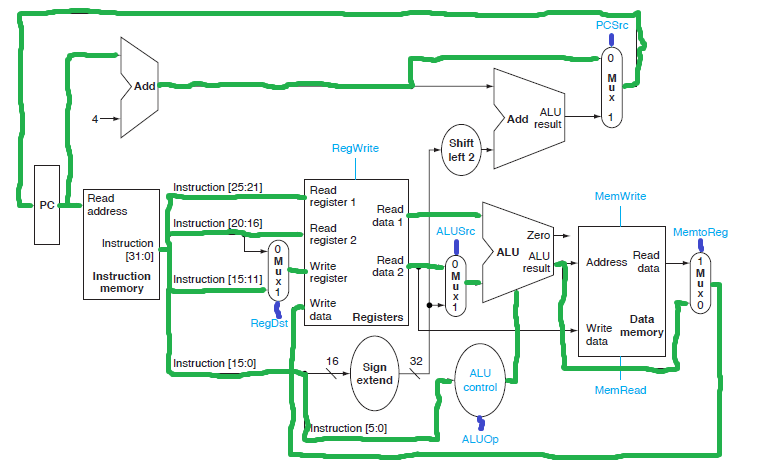 PCSrc
0
M
u
x
1
Add
4
Add
ALU
result
Shift
left 2
RegWrite
PC
Read
address
Instruction
[31:0]
Instruction
memory
Instruction [25:21]
Instruction [20:16]
Instruction [15:11]
Instruction [15:0]
0
M
u
x
1
RegDst
Read
register 1
Read
register 2
Write
register
Write
data
Read
data 1
Read
data 2
Registers
ALUSrc
0
M
u
x
1
Zero
ALU
ALU
result
MemWrite
Address
Read
data
Write
data
Data
memory
MemRead
MemtoReg
1
M
u
x
0
16
Sign
extend
32
ALU
control
ALUOp
Instruction [5:0]